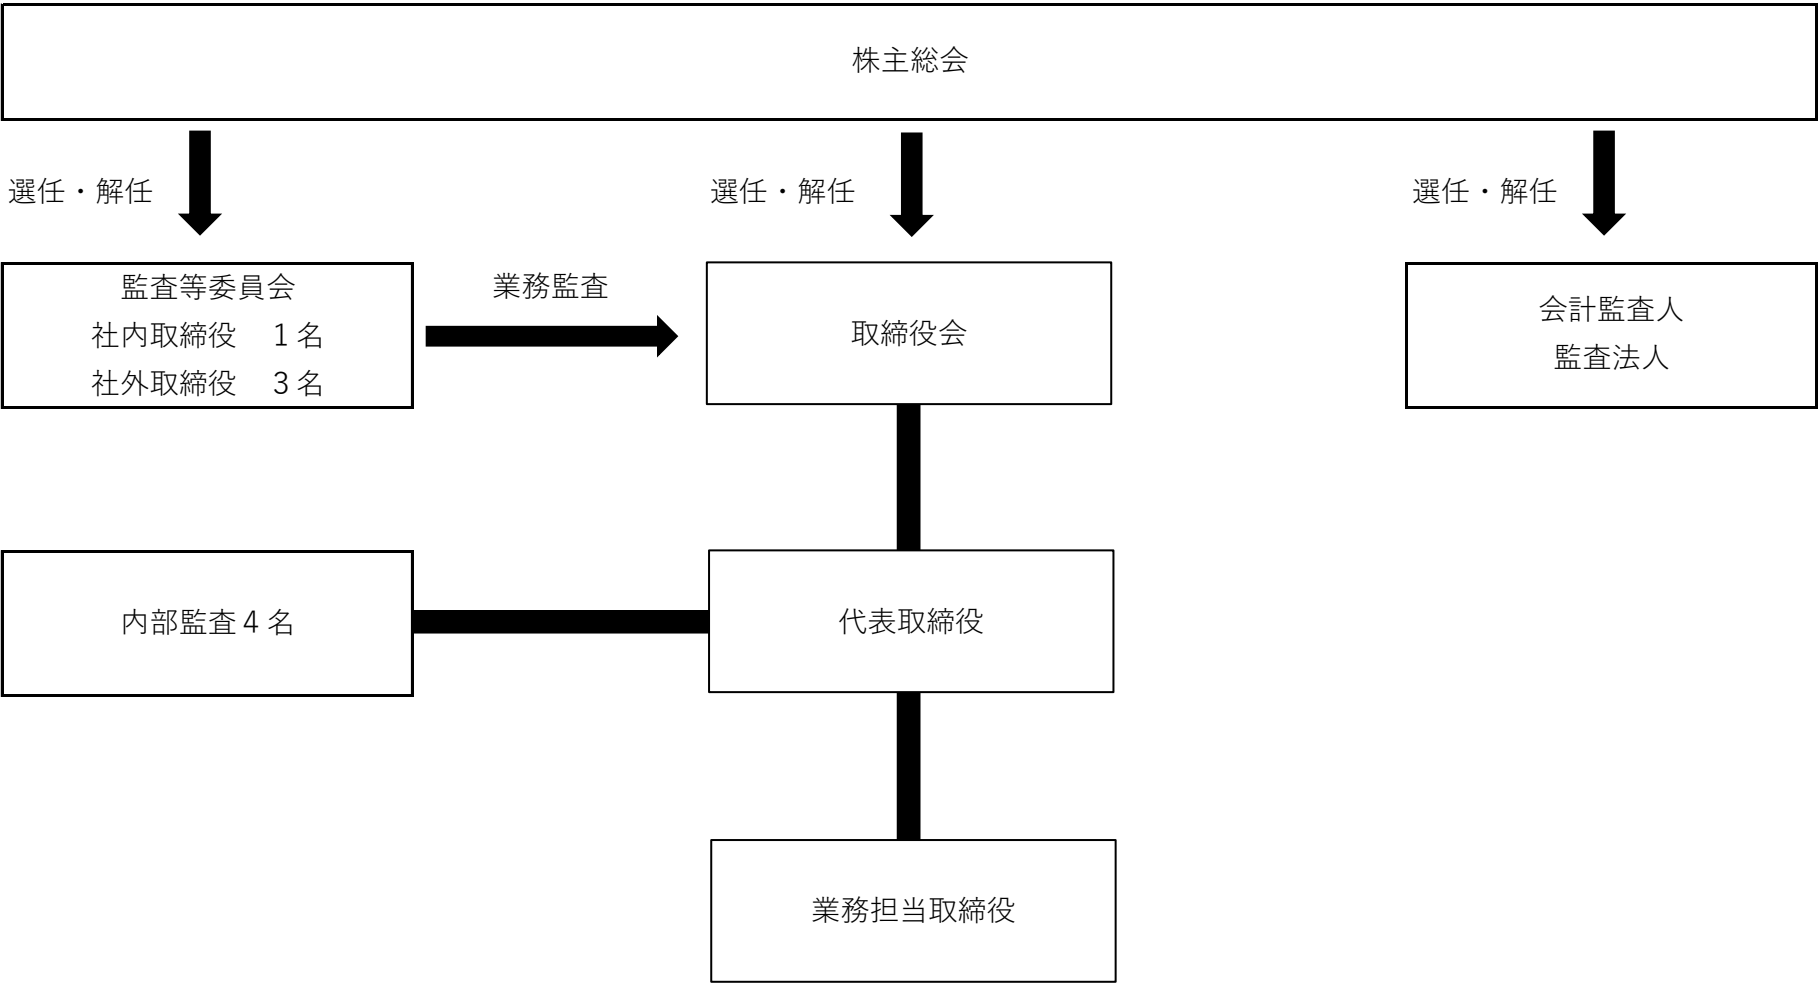 株主総会
選任・解任
選任・解任
選任・解任
監査等委員会
社内取締役　１名
社外取締役　３名
業務監査
取締役会
会計監査人
監査法人
内部監査４名
代表取締役
業務担当取締役